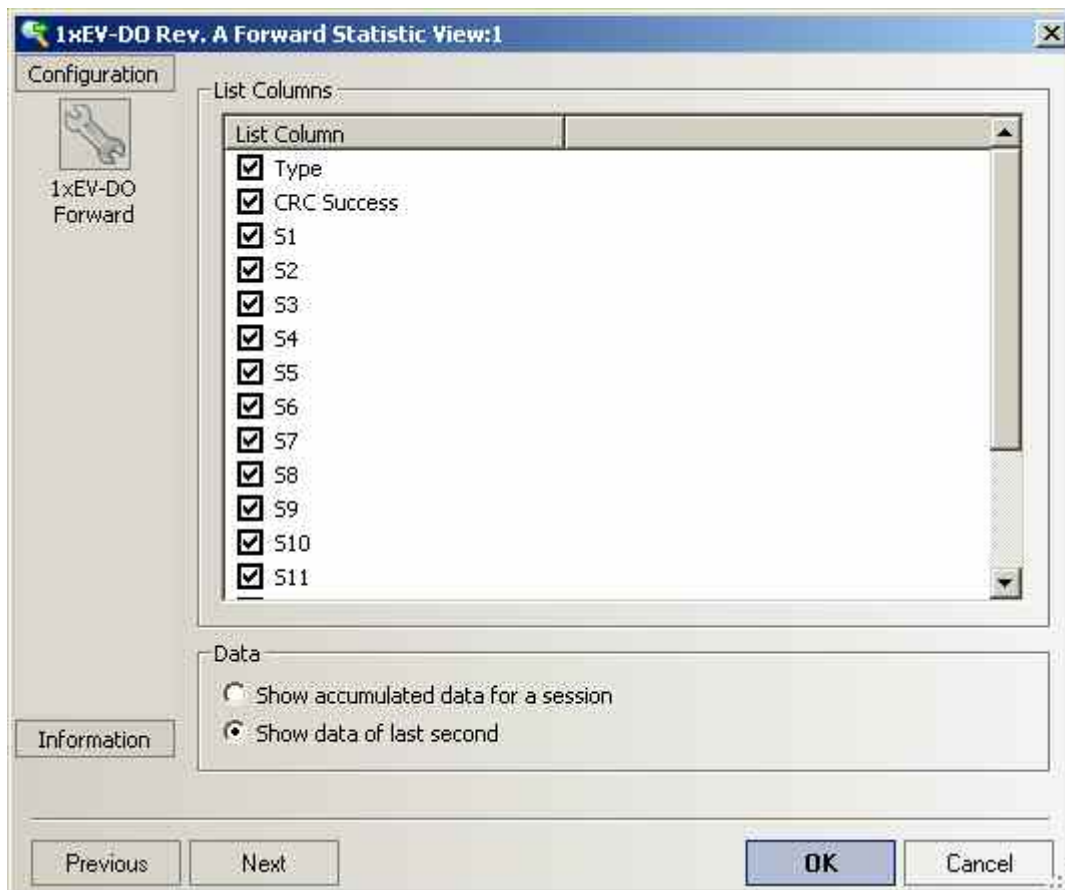 1xEV-DO Rev. A Forward Statistic View:1
Configuration
1xEV-DO
Forward
Information
List Columns
List Column
Type
CRC Success
S1
S2
S3
S4
S5
S6
S7
S8
S9
S10
S11
Data
Show accumulated data for a session
Show data of last second
Previous
Next
OK
Cancel